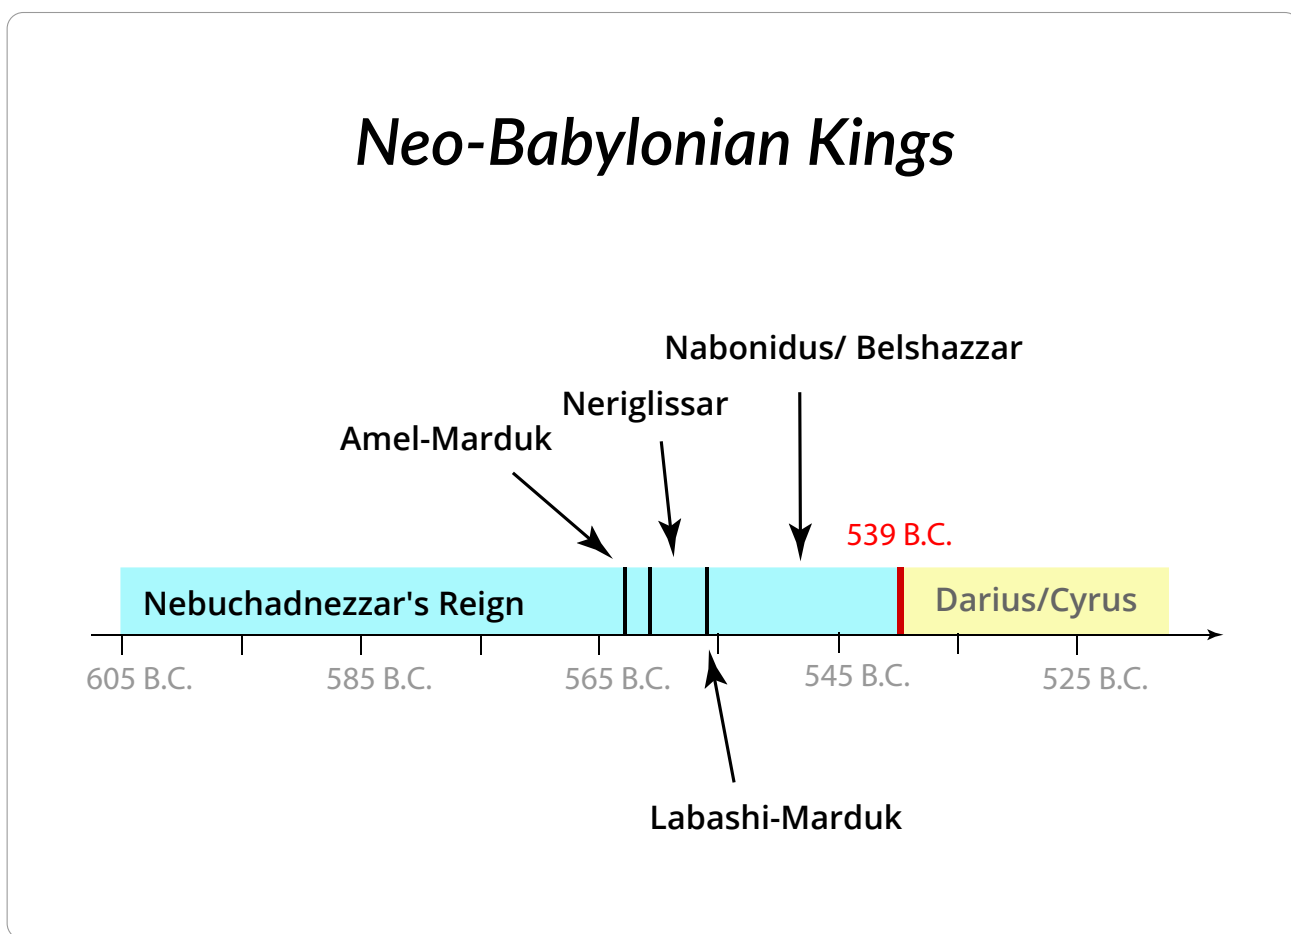 Neo-Babylonian Kings
Nabonidus/ Belshazzar
Neriglissar
Amel-Marduk
539 B.C.
Nebuchadnezzar's Reign
Darius/Cyrus
605 B.C.
585 B.C.
565 B.C.
545 B.C.
525 B.C.
Labashi-Marduk